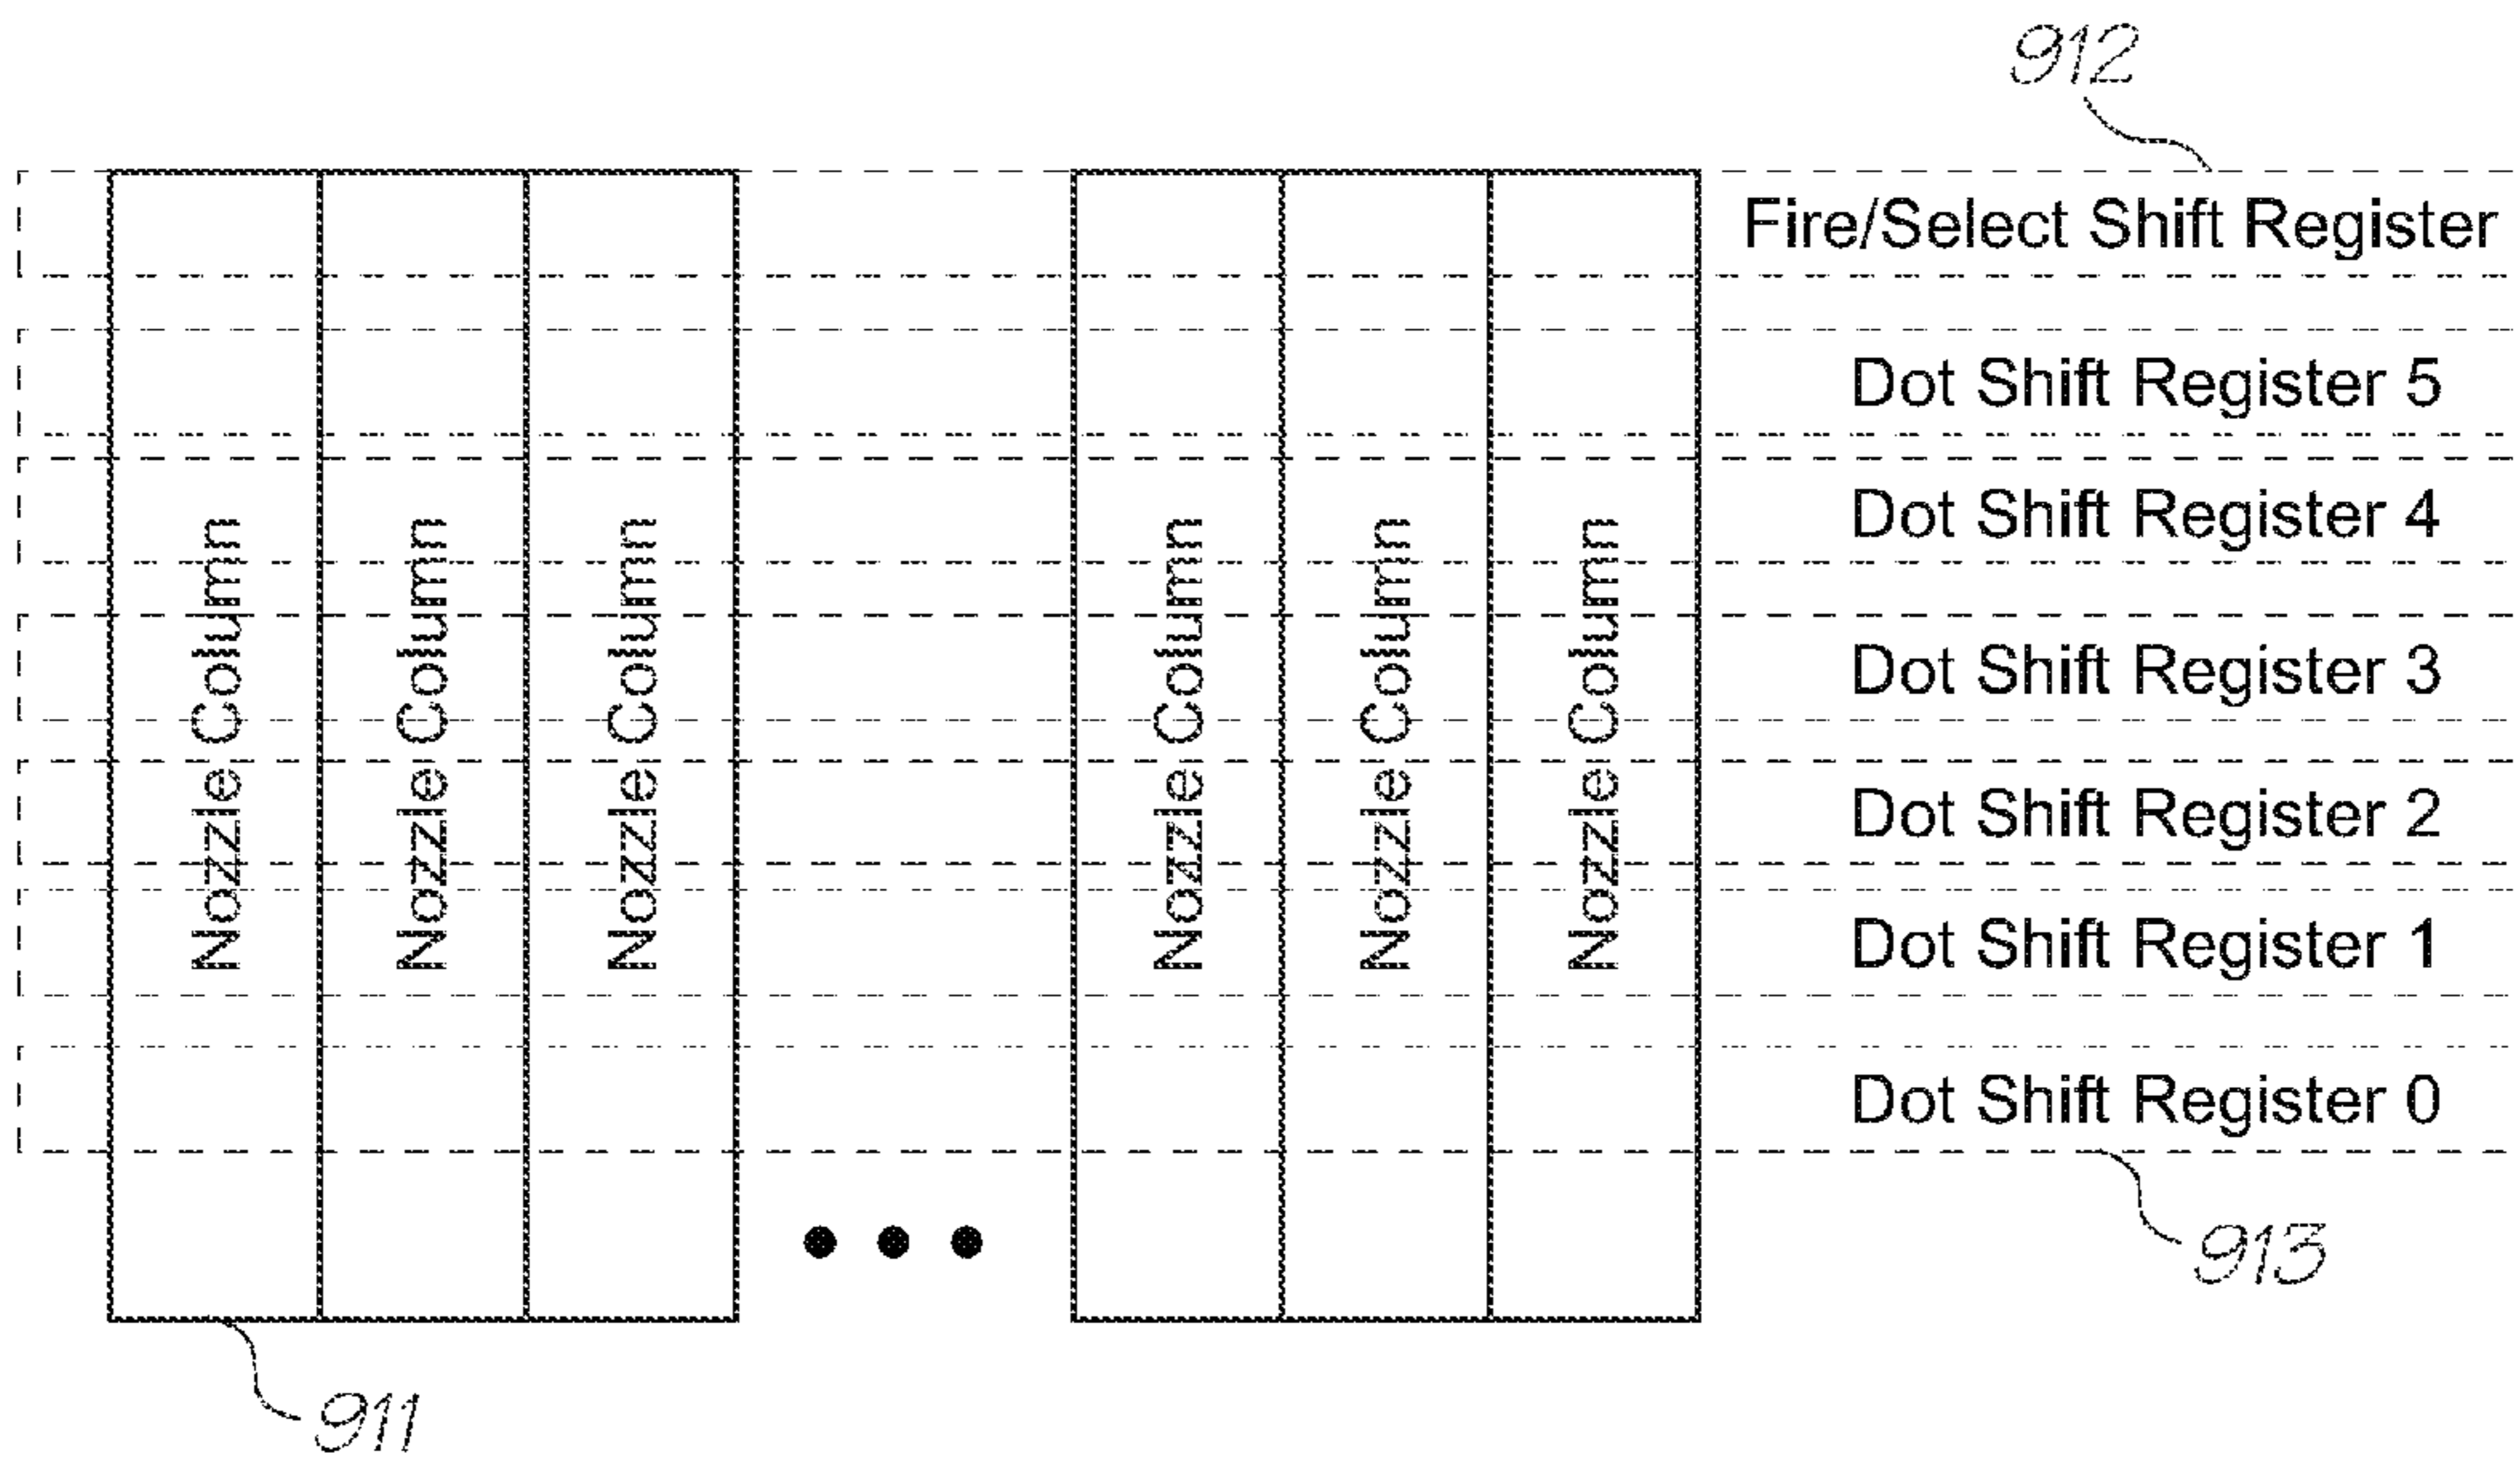 912
Fire/Select Shift Register
Dot Shift Register 5
Dot Shift Register 4
Dot Shift Register 3
Dot Shift Register 2
Dot Shift Register 1
Dot Shift Register 0
Nozzle Column
Nozzle Column
Nozzle Column
Nozzle Column
Nozzle Column
Nozzle Column
913
911